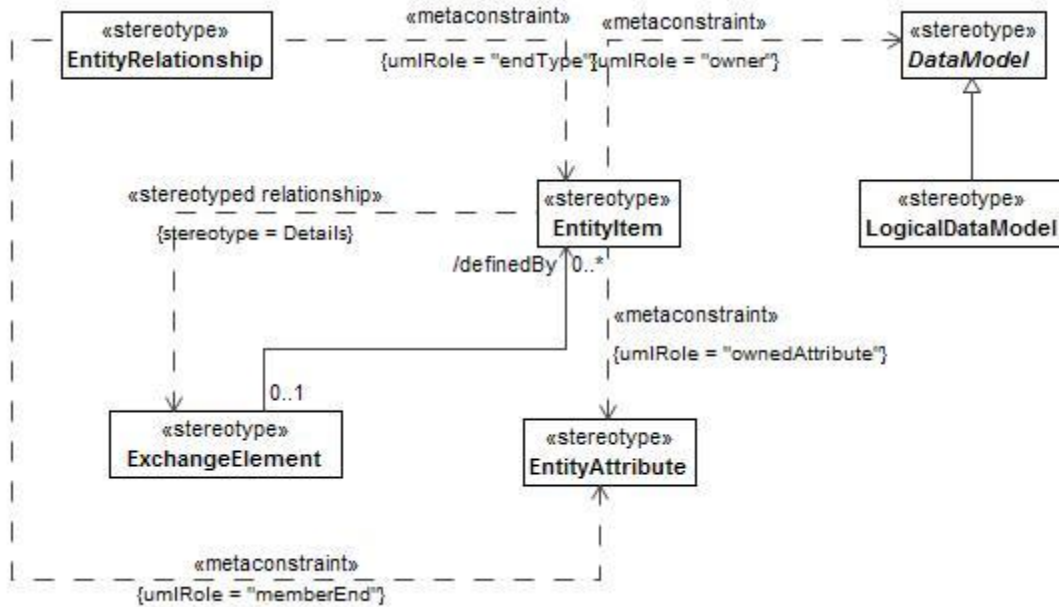 «metaconstraint»
«metaconstraint»
«stereotype»
EntityRelationship
{umlRole = "endType"}
{umlRole = "owner"}
«stereotype»
DataModel
«stereotyped relationship»
{stereotype = Details}
«stereotype»
EntityItem
«stereotype»
LogicalDataModel
/definedBy
0..*
«metaconstraint»
{umlRole = "ownedAttribute"}
0..1
«stereotype»
ExchangeElement
«stereotype»
EntityAttribute
«metaconstraint»
{umlRole = "memberEnd"}